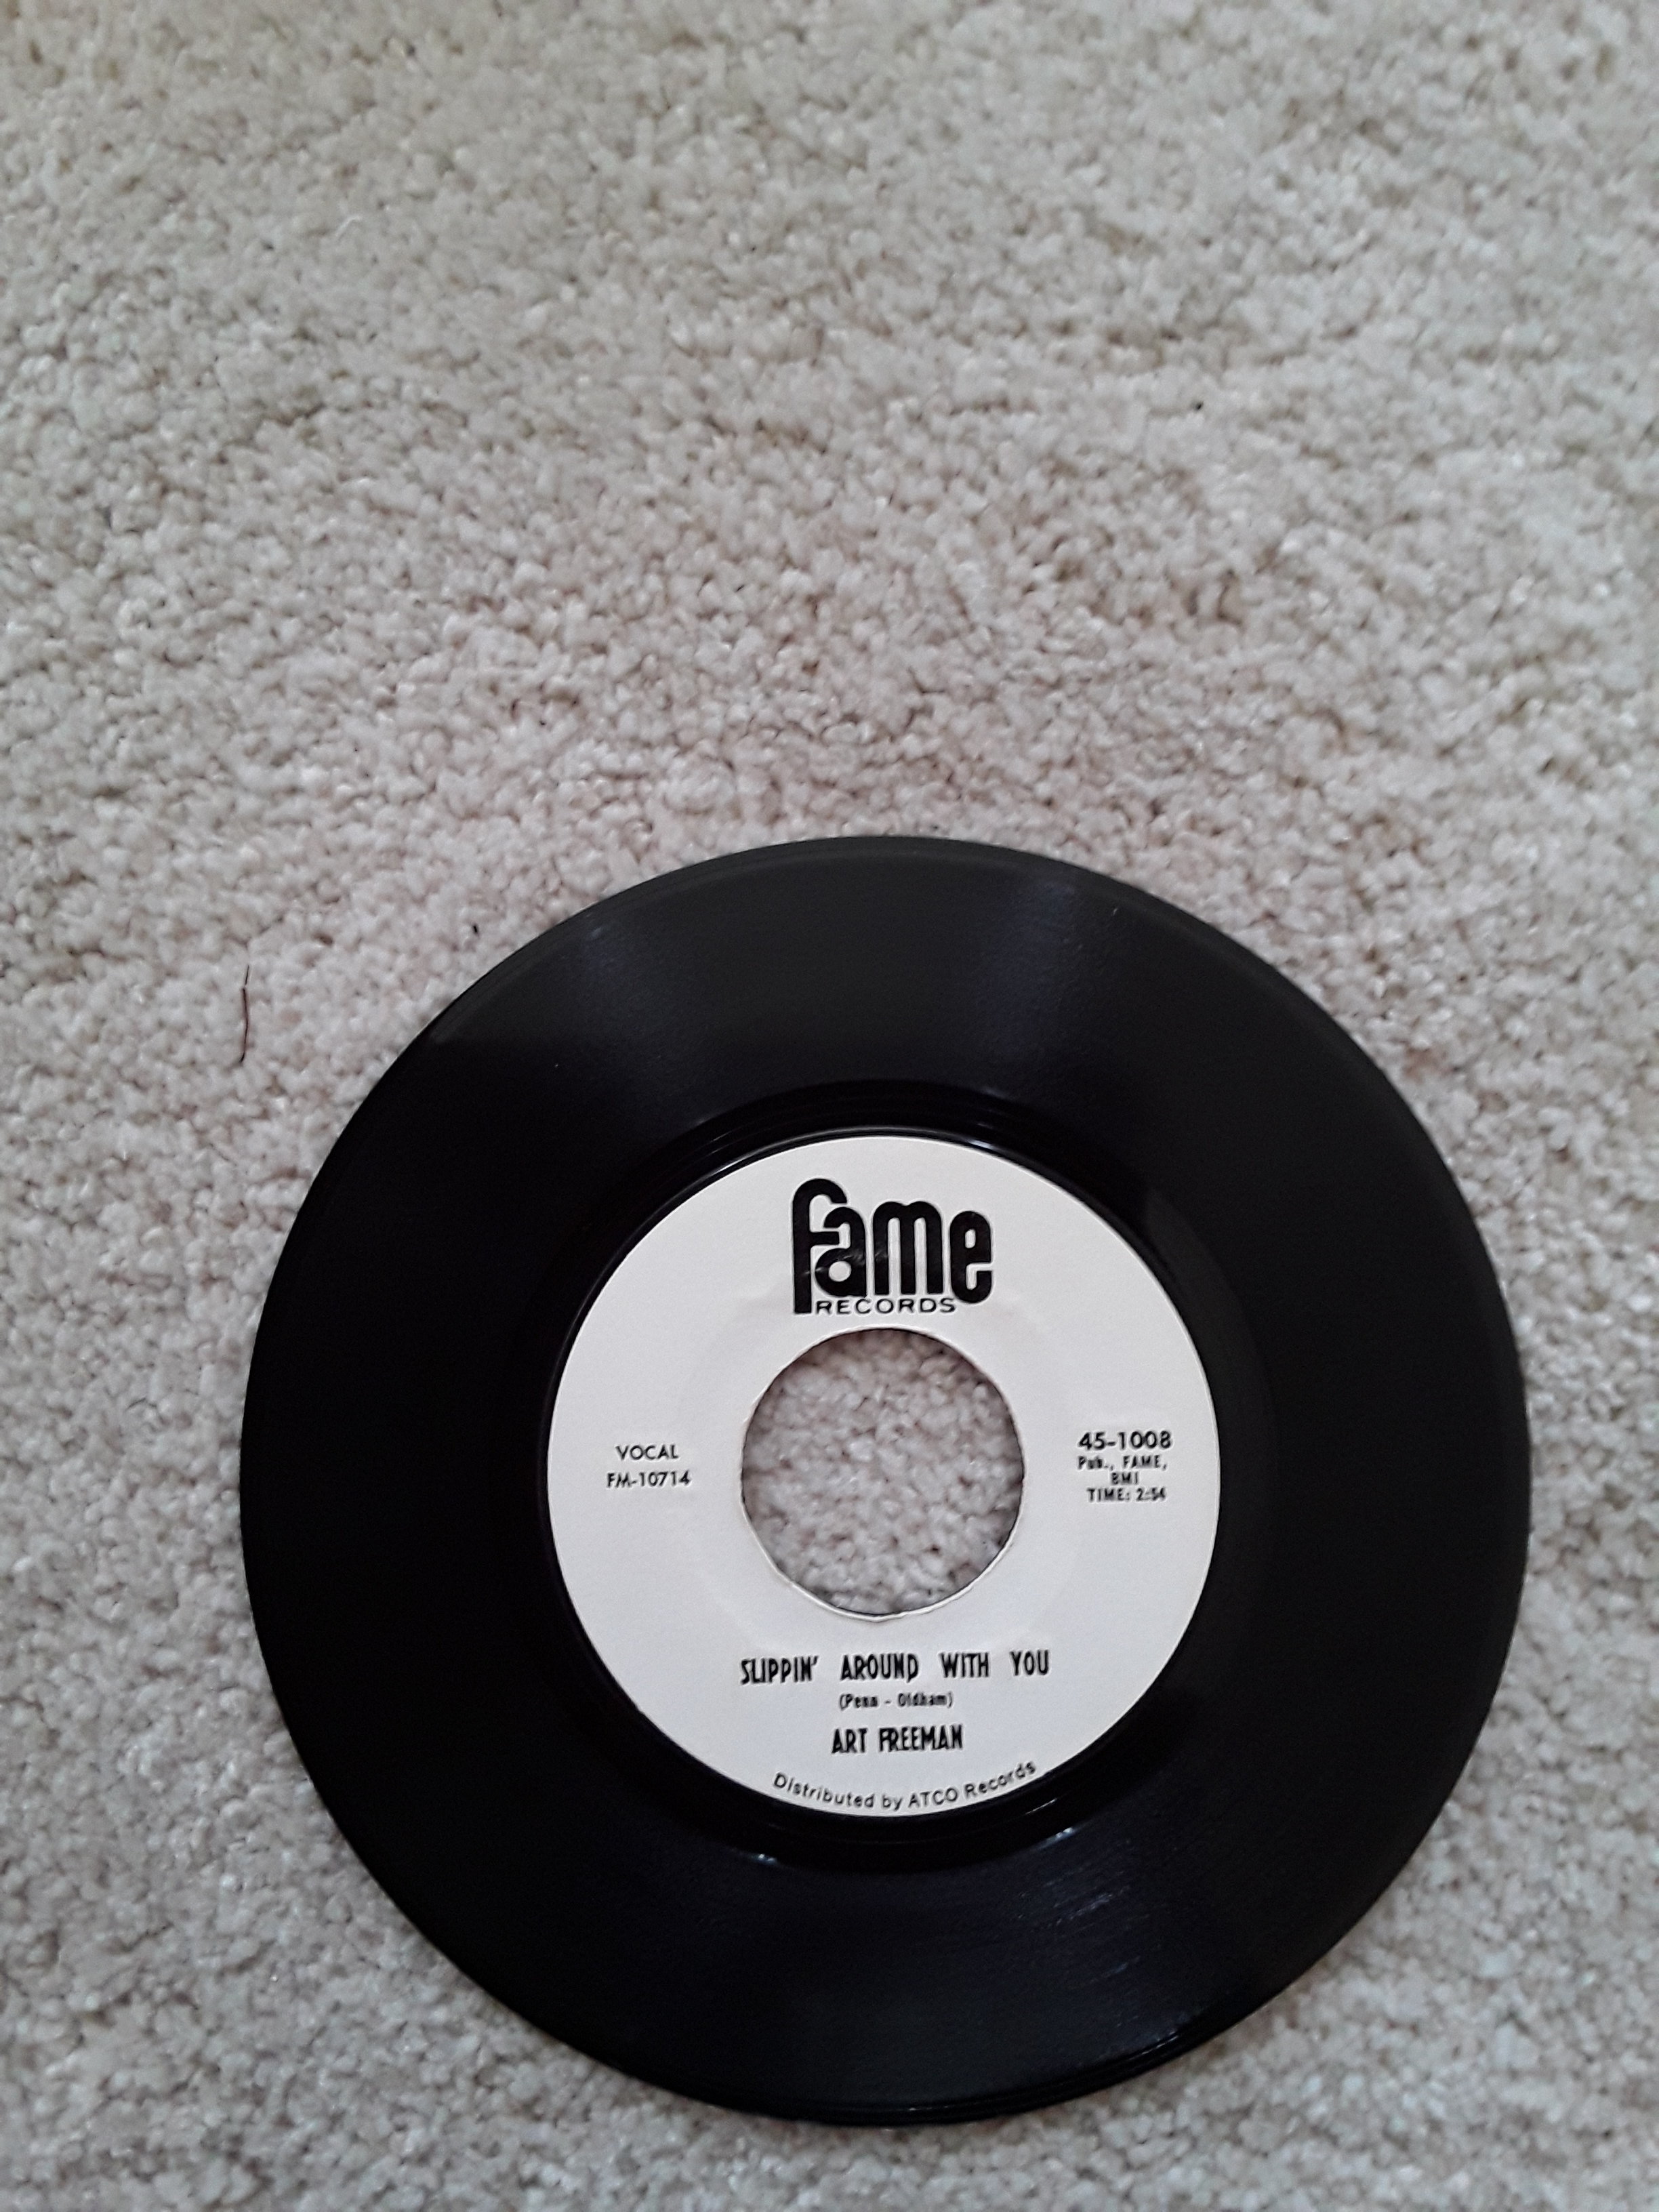 fame
RECORDS
VOCAL
FM-10714
45-1008
Pub., FAME,
BMI
TIME: 2:54
SLIPPIN' AROUND WITH YOU
(Penn - Oldham)
ART FREEMAN
Distributed by ATCO Records